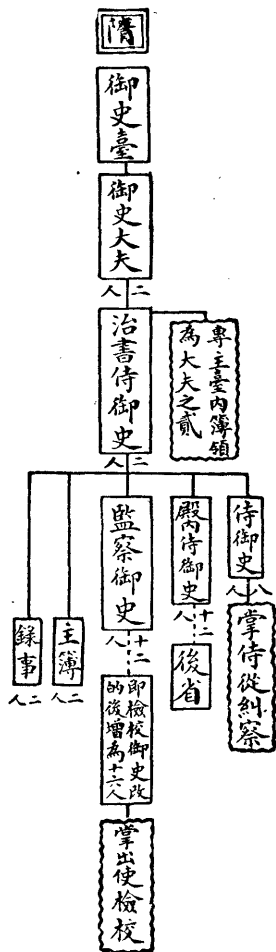 隋
御史臺
御史大夫
二人
治書侍御史
二人
專主臺內簿領
為大夫之貳
侍御史
八人
掌侍從糾察
殿內侍御史
十二人
後省
監察御史
十二人
即檢校御史改
的後增為十六人
掌出使檢校
主簿
二人
錄事
二人